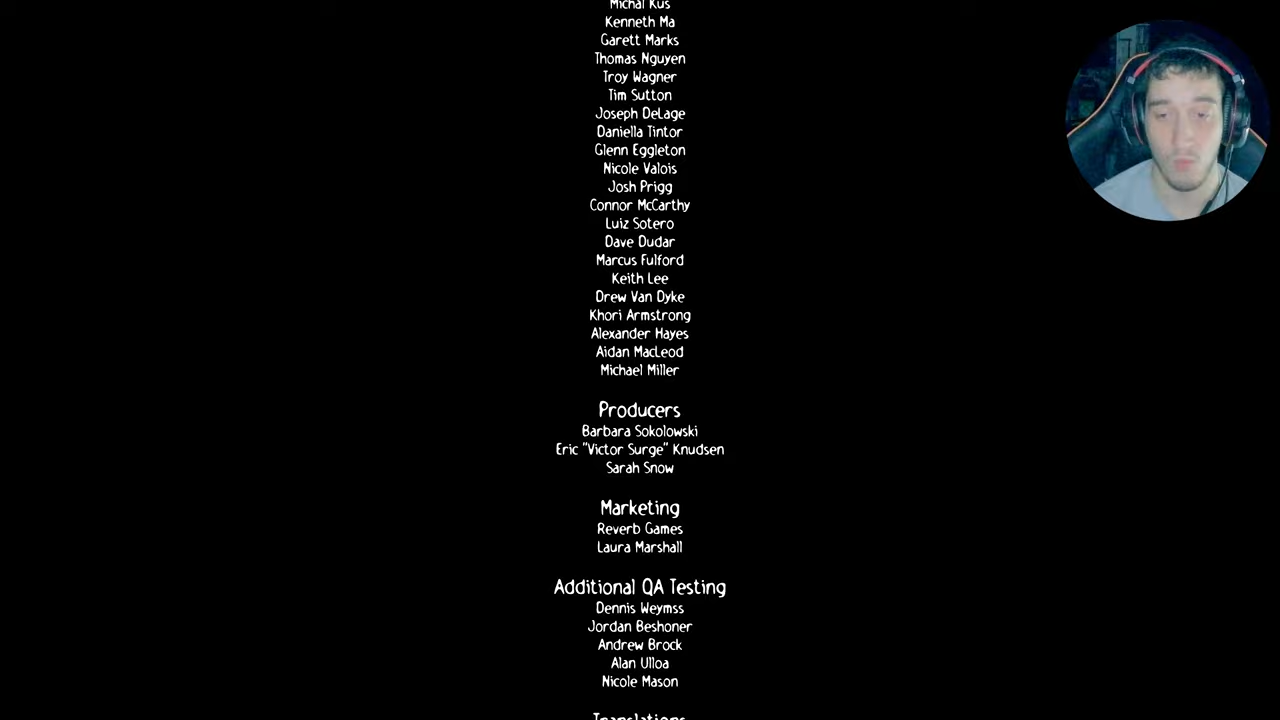 Michal Kus
Kenneth Ma
Garett Marks
Thomas Nguyen
Troy Wagner
Tim Sutton
Joseph DeLage
Daniella Tintor
Glenn Eggleton
Nicole Valois
Josh Prigg
Connor McCarthy
Luiz Sotero
Dave Dudar
Marcus Fulford
Keith Lee
Drew Van Dyke
Khori Armstrong
Alexander Hayes
Aidan MacLeod
Michael Miller
Producers
Barbara Sokolowski
Eric "Victor Surge" Knudsen
Sarah Snow
Marketing
Reverb Games
Laura Marshall
Additional QA Testing
Dennis Weymss
Jordan Beshoner
Andrew Brock
Alan Ulloa
Nicole Mason
Translations